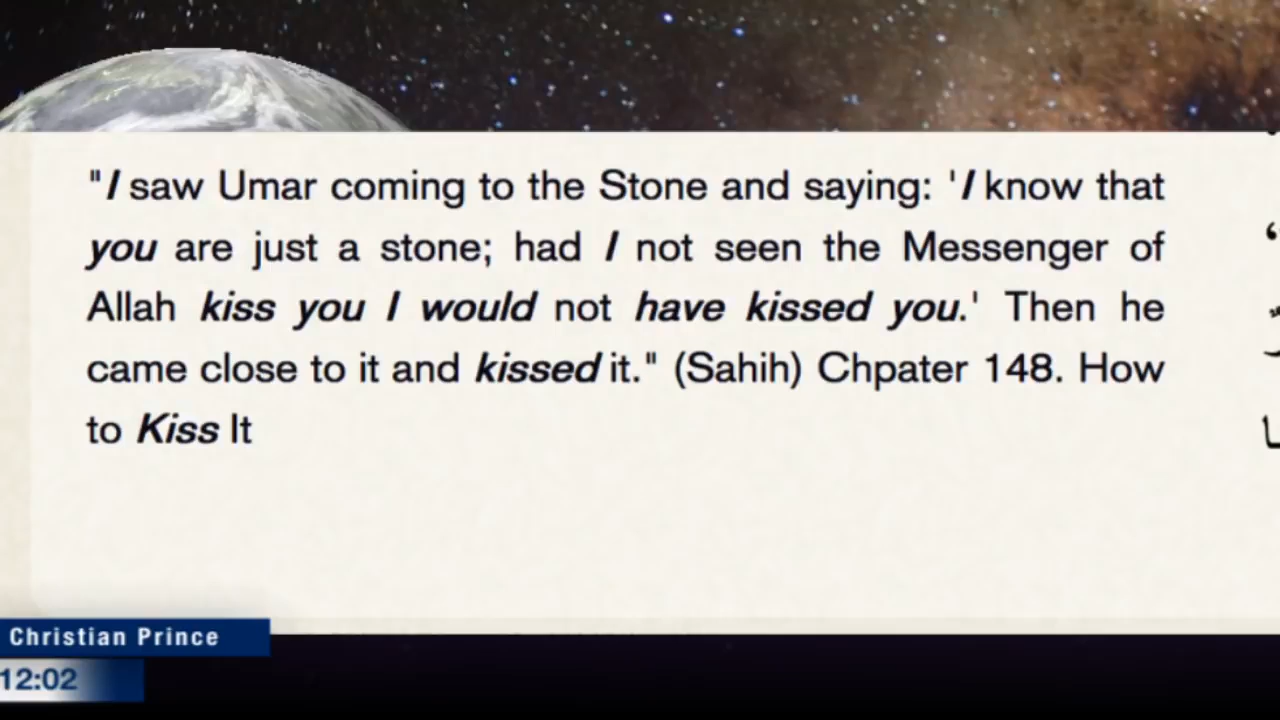 "I saw Umar coming to the Stone and saying: 'I know that
you are just a stone; had I not seen the Messenger of
Allah kiss you I would not have kissed you.' Then he
came close to it and kissed it." (Sahih) Chpater 148. How
to Kiss It
Christian Prince
12:02